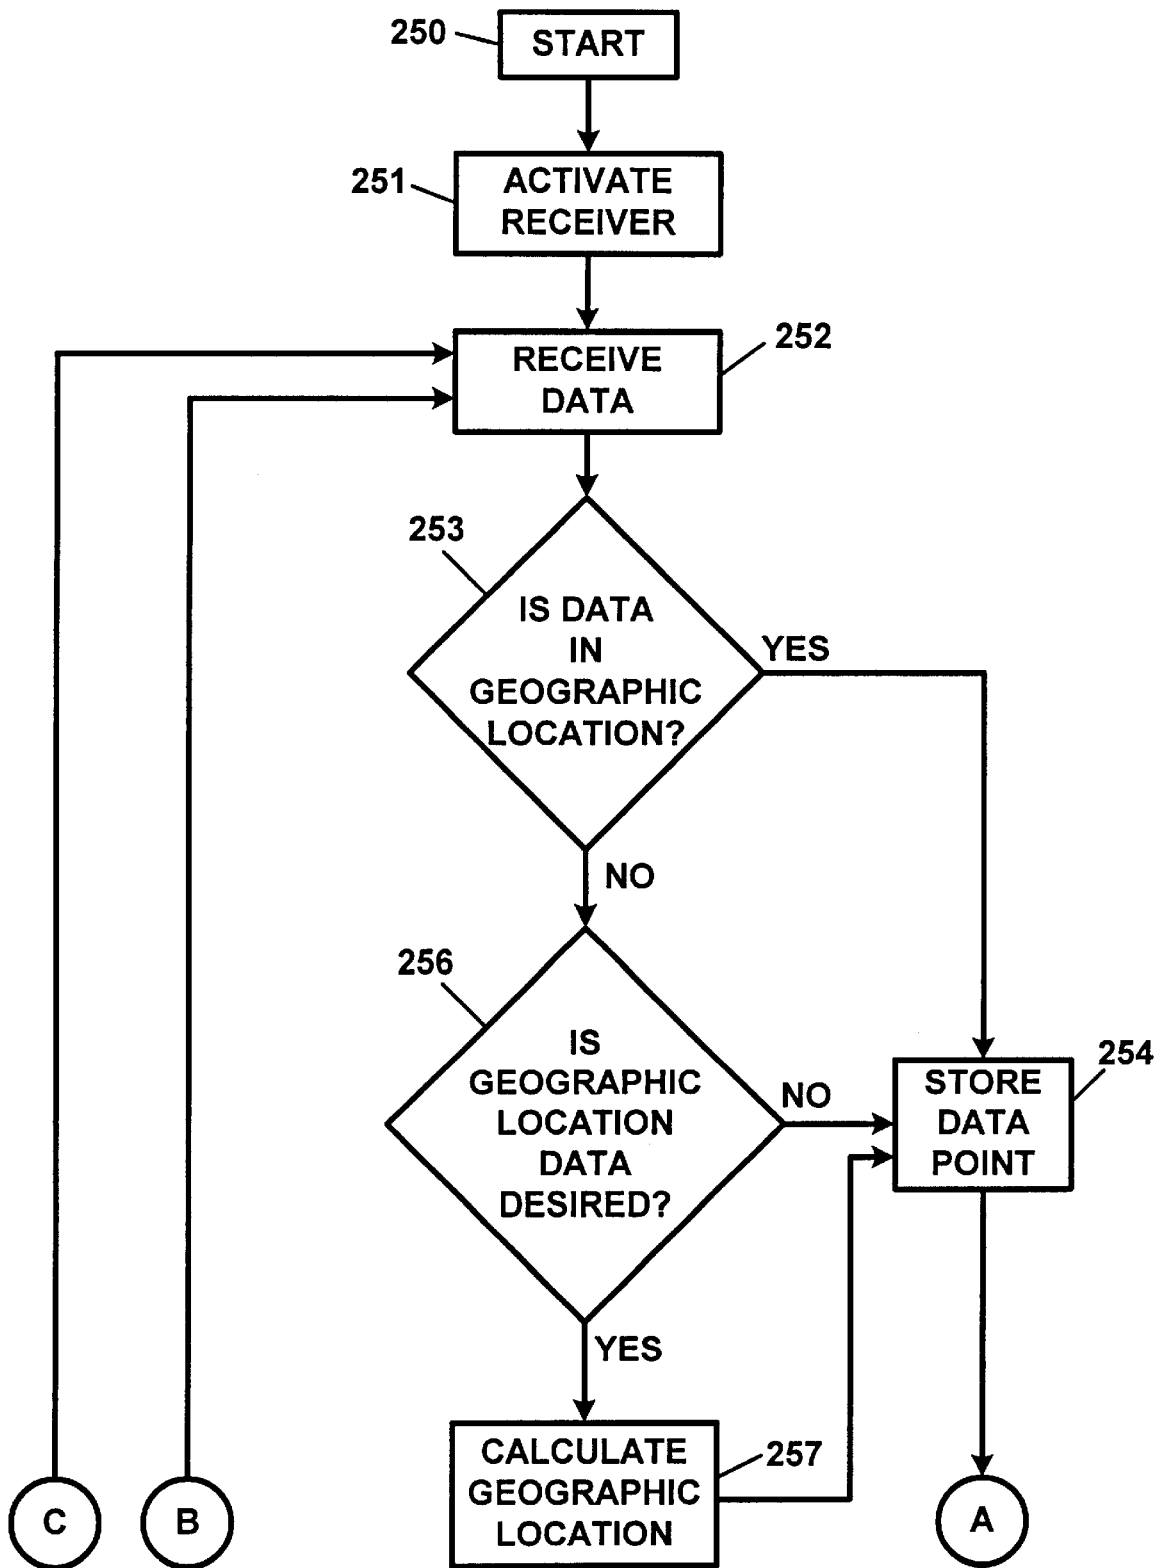 250
START
251
ACTIVATE
RECEIVER
252
RECEIVE
DATA
253
IS DATA
IN
GEOGRAPHIC
LOCATION?
YES
NO
256
IS
GEOGRAPHIC
LOCATION
DATA
DESIRED?
NO
254
STORE
DATA
POINT
YES
CALCULATE
GEOGRAPHIC
LOCATION
257
C
B
A